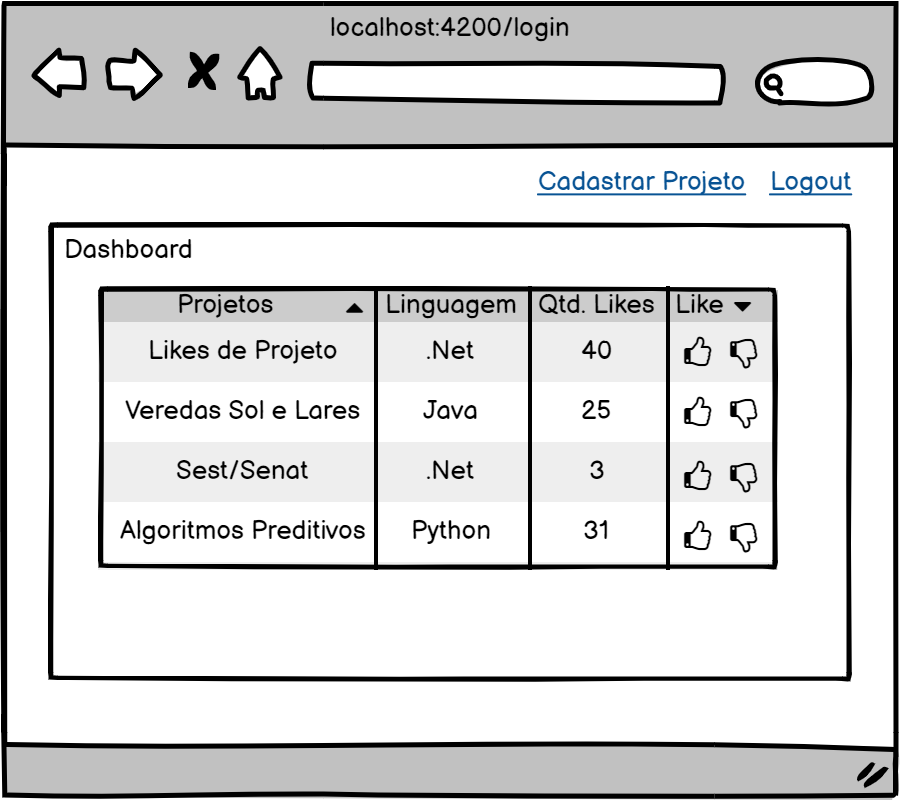 localhost:4200/login
Cadastrar Projeto Logout
Dashboard
Projetos Linguagem Qtd. Likes Like
Likes de Projeto .Net 40
Veredas Sol e Lares Java 25
Sest/Senat .Net 3
Algoritmos Preditivos Python 31